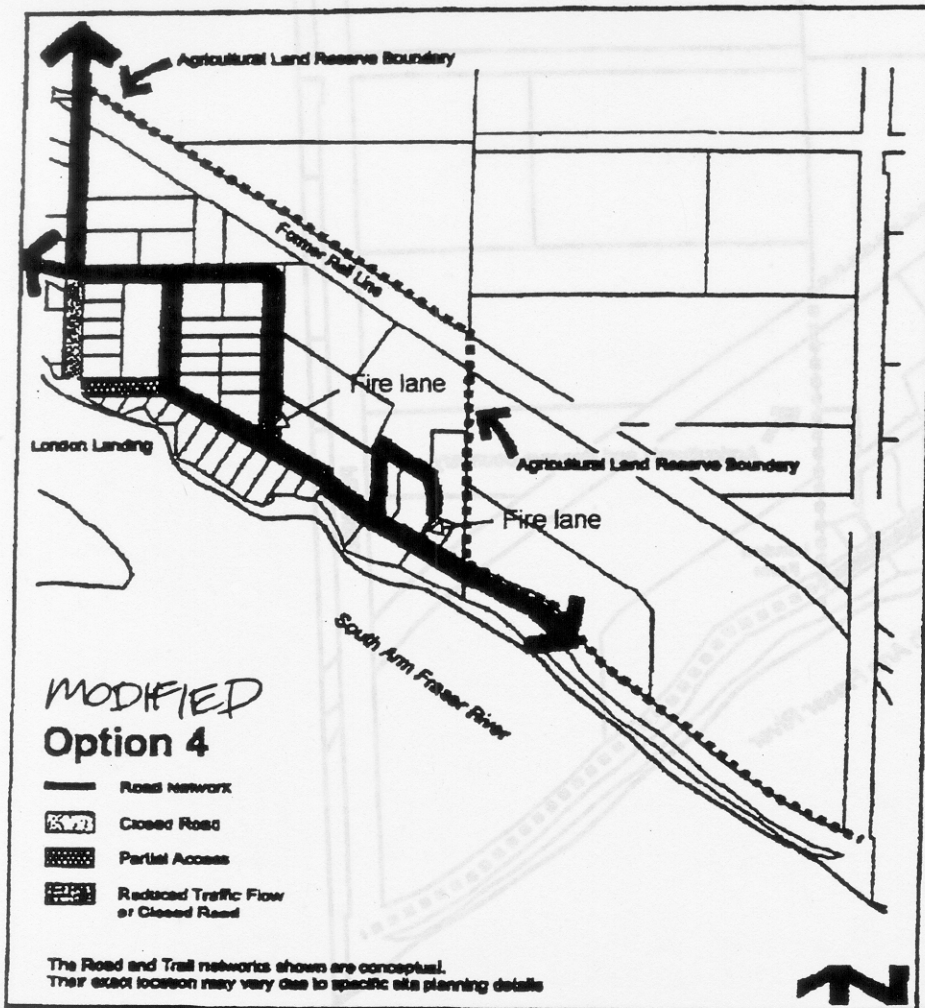 Agricultural Land Reserve Boundary
Former Rail Line
Fire lane
London Landing
Agricultural Land Reserve Boundary
Fire lane
South Arm Fraser River
MODIFIED
Option 4
Road Network
Closed Road
Partial Access
Reduced Traffic Flow
or Closed Road
The Road and Trail networks shown are conceptual.
Their exact location may vary due to specific site planning details
N